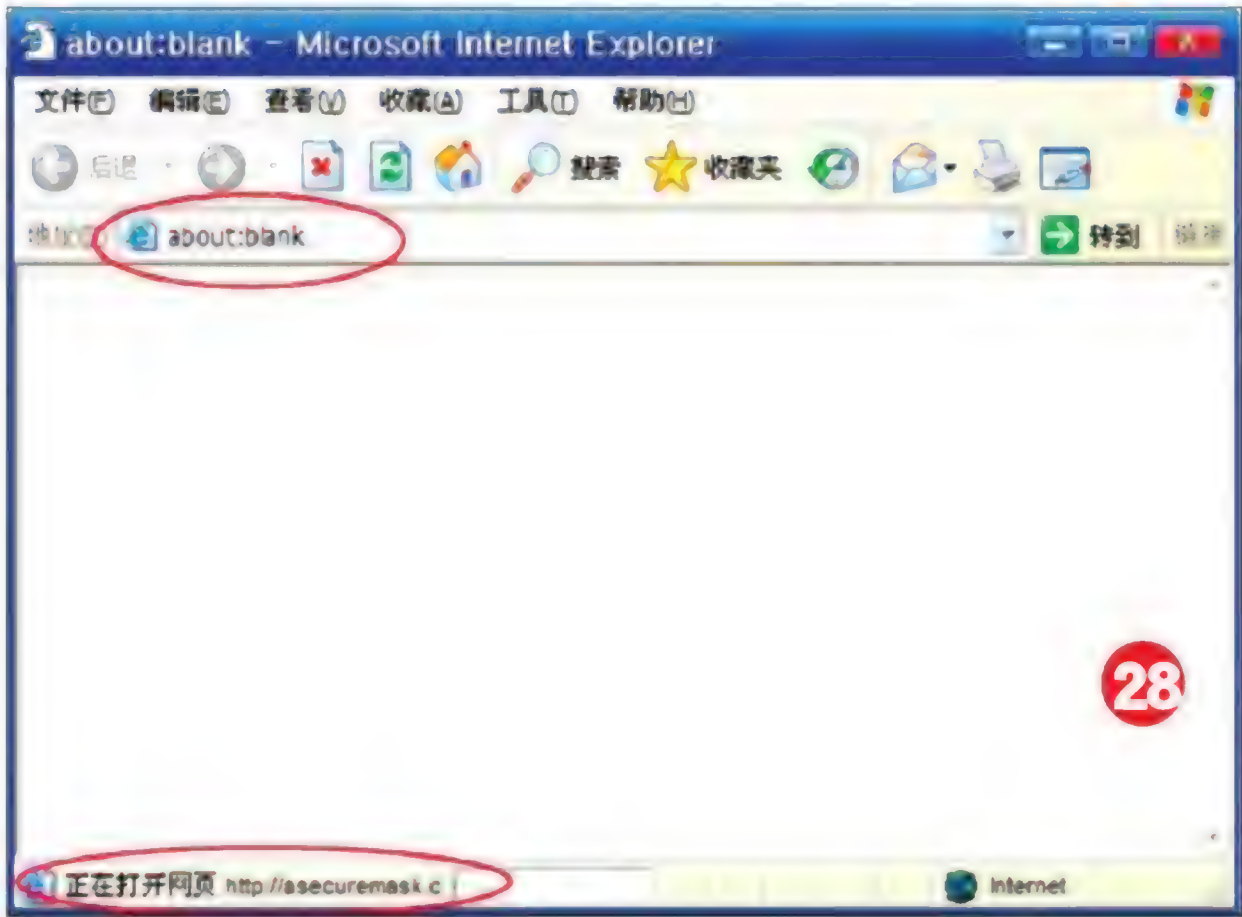 about:blank - Microsoft Internet Explorer
文件(F) 编辑(E) 查看(V) 收藏(A) 工具(T) 帮助(H)
后退 搜索 收藏夹
about:blank 转到
28
正在打开网页 http://asecuremask.c Internet